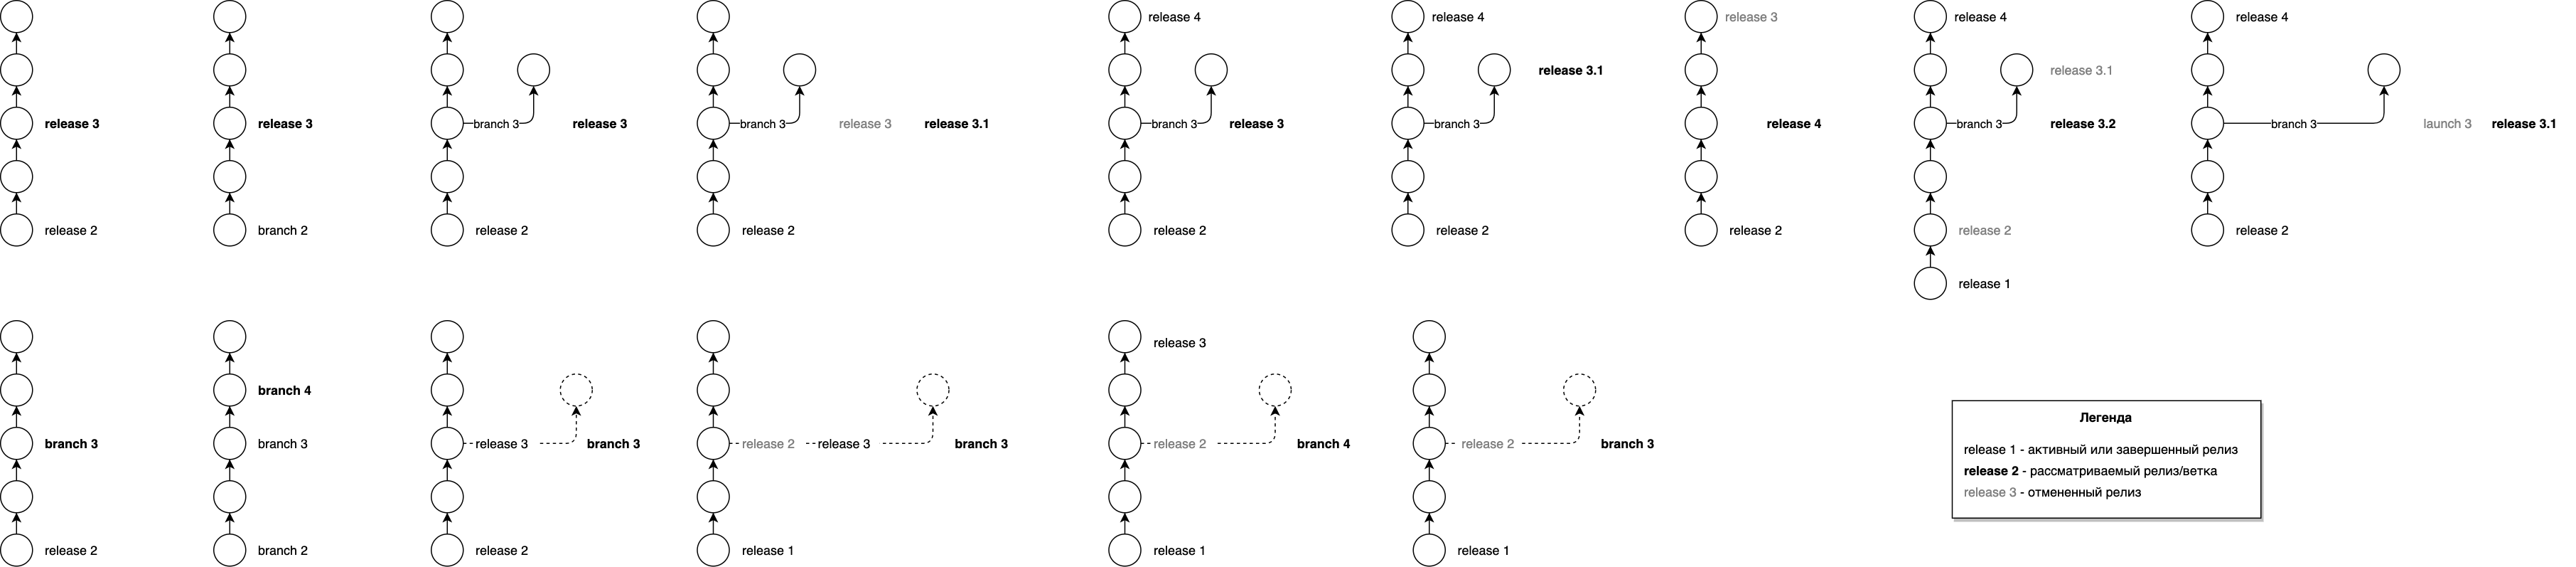 release 4
release 4
release 3
release 4
release 4
release 3.1
release 3.1
release 3
release 3
branch 3
release 3
branch 3
release 3
release 3.1
branch 3
release 3
branch 3
release 4
branch 3
release 3.2
branch 3
launch 3
release 3.1
release 2
branch 2
release 2
release 2
release 2
release 2
release 2
release 2
release 2
release 1
release 3
branch 4
branch 3
branch 3
release 3
branch 3
release 2
release 3
branch 3
release 2
branch 4
release 2
branch 3
release 2
branch 2
release 2
release 1
release 1
release 1
Легенда
release 1 - активный или завершенный релиз
release 2 - рассматриваемый релиз/ветка
release 3 - отмененный релиз